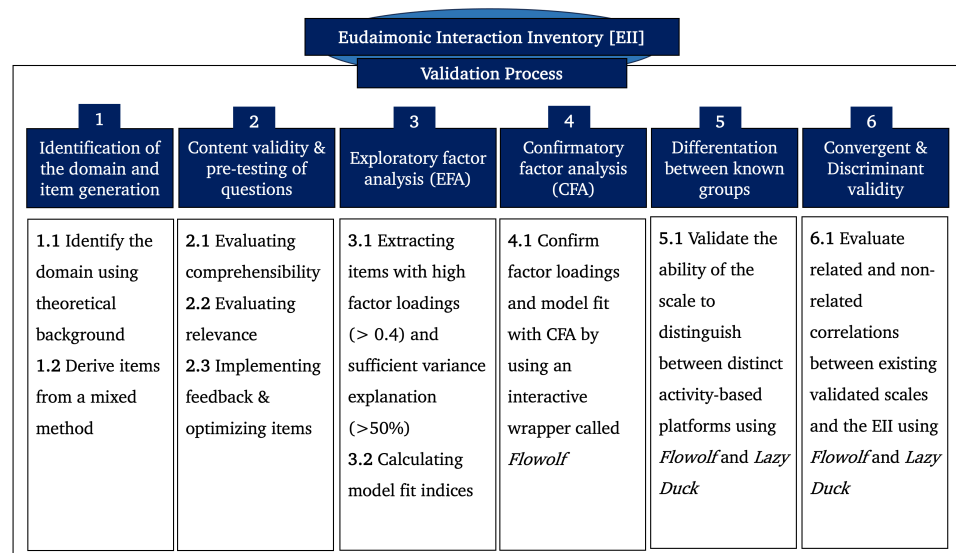 Eudaimonic Interaction Inventory [EII]
Validation Process
1
Identification of
the domain and
item generation
1.1 Identify the
domain using
theoretical
background
1.2 Derive items
from a mixed
method
2
Content validity &
pre-testing of
questions
2.1 Evaluating
comprehensibility
2.2 Evaluating
relevance
2.3 Implementing
feedback &
optimizing items
3
Exploratory factor
analysis (EFA)
3.1 Extracting
items with high
factor loadings
(> 0.4) and
sufficient variance
explanation
(>50%)
3.2 Calculating
model fit indices
4
Confirmatory
factor analysis
(CFA)
4.1 Confirm
factor loadings
and model fit
with CFA by
using an
interactive
wrapper called
Flowolf
5
Differentation
between known
groups
5.1 Validate the
ability of the
scale to
distinguish
between distinct
activity-based
platforms using
Flowolf and Lazy
Duck
6
Convergent &
Discriminant
validity
6.1 Evaluate
related and non-
related
correlations
between existing
validated scales
and the EII using
Flowolf and Lazy
Duck